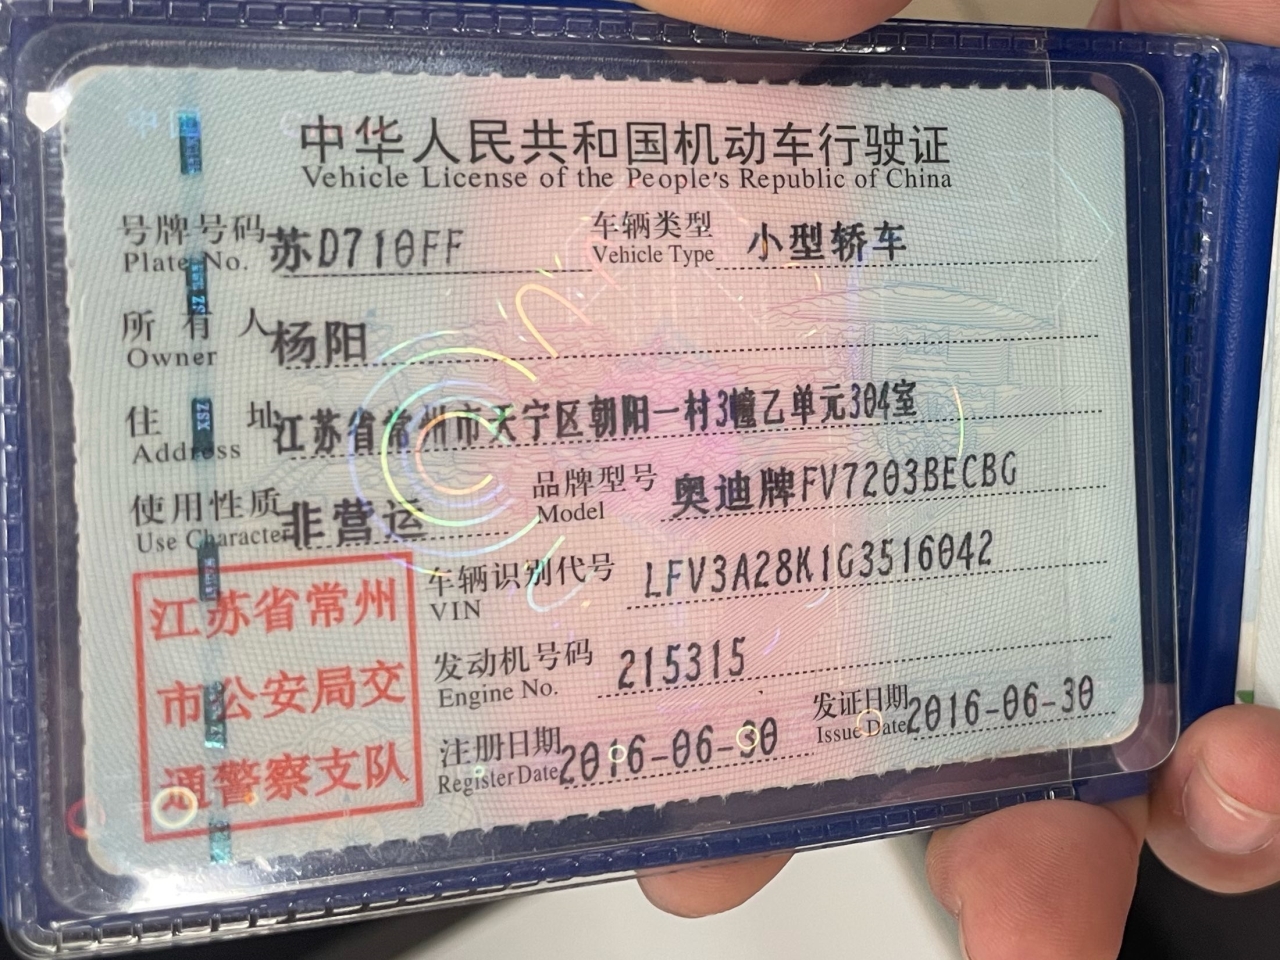 中华人民共和国机动车行驶证
Vehicle License of the People's Republic of China
号牌号码 苏D710FF 车辆类型 小型轿车
Plate No. Vehicle Type
所有人 杨阳
Owner
住址 江苏省常州市天宁区朝阳一村3幢乙单元304室
Address
使用性质 非营运 品牌型号 奥迪牌FV7203BECBG
Use Character Model
车辆识别代号 LFV3A28K1G3516042
VIN
发动机号码 215315
Engine No.
注册日期 2016-06-30 发证日期 2016-06-30
Register Date Issue Date
江苏省常州
市公安局交
通警察支队